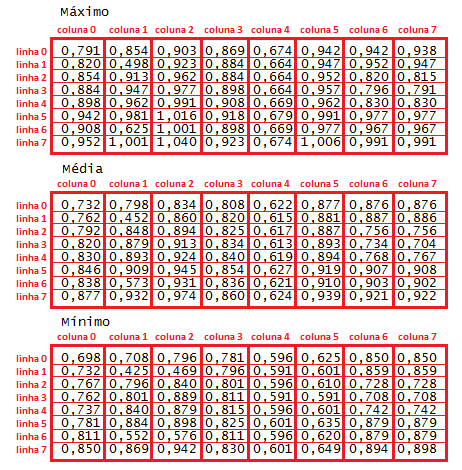 Máximo
coluna 0 coluna 1 coluna 2 coluna 3 coluna 4 coluna 5 coluna 6 coluna 7
linha 0 0,791 0,854 0,903 0,869 0,674 0,942 0,942 0,938
linha 1 0,820 0,498 0,923 0,884 0,664 0,947 0,952 0,947
linha 2 0,854 0,913 0,962 0,884 0,664 0,952 0,820 0,815
linha 3 0,884 0,947 0,977 0,898 0,664 0,957 0,796 0,791
linha 4 0,898 0,962 0,991 0,908 0,669 0,962 0,830 0,830
linha 5 0,942 0,981 1,016 0,918 0,679 0,991 0,977 0,977
linha 6 0,908 0,625 1,001 0,898 0,669 0,977 0,967 0,967
linha 7 0,952 1,001 1,040 0,923 0,674 1,006 0,991 0,991
Média
coluna 0 coluna 1 coluna 2 coluna 3 coluna 4 coluna 5 coluna 6 coluna 7
linha 0 0,732 0,798 0,834 0,808 0,622 0,877 0,876 0,876
linha 1 0,762 0,452 0,860 0,820 0,615 0,881 0,887 0,886
linha 2 0,792 0,848 0,894 0,825 0,617 0,887 0,756 0,756
linha 3 0,820 0,879 0,913 0,834 0,613 0,893 0,734 0,704
linha 4 0,830 0,893 0,924 0,840 0,619 0,894 0,768 0,767
linha 5 0,846 0,909 0,945 0,854 0,627 0,919 0,907 0,908
linha 6 0,838 0,573 0,931 0,836 0,621 0,910 0,903 0,902
linha 7 0,877 0,932 0,974 0,860 0,624 0,939 0,921 0,922
Mínimo
coluna 0 coluna 1 coluna 2 coluna 3 coluna 4 coluna 5 coluna 6 coluna 7
linha 0 0,698 0,708 0,796 0,781 0,596 0,625 0,850 0,850
linha 1 0,732 0,425 0,469 0,796 0,591 0,601 0,859 0,859
linha 2 0,767 0,796 0,840 0,801 0,596 0,610 0,728 0,728
linha 3 0,762 0,801 0,889 0,811 0,591 0,591 0,708 0,708
linha 4 0,737 0,840 0,879 0,815 0,596 0,601 0,742 0,742
linha 5 0,781 0,884 0,898 0,825 0,601 0,635 0,879 0,879
linha 6 0,811 0,552 0,576 0,811 0,596 0,620 0,879 0,879
linha 7 0,850 0,869 0,942 0,830 0,601 0,649 0,894 0,898